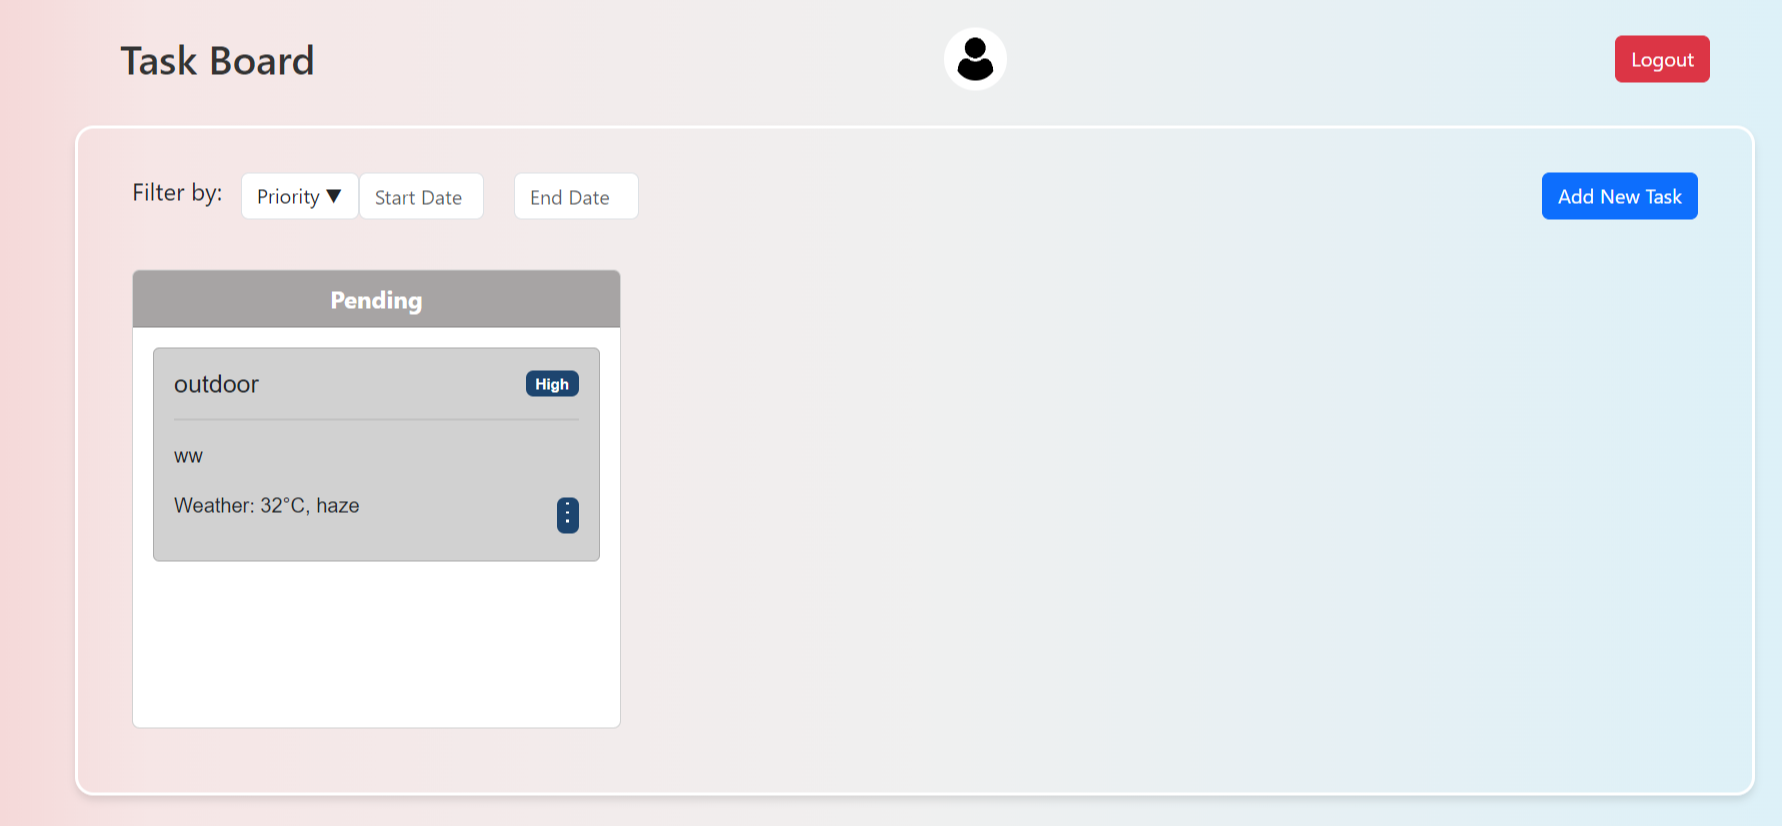 Task Board
Logout
Filter by: Priority ▼ Start Date End Date
Add New Task
Pending
outdoor
High
ww
Weather: 32°C, haze